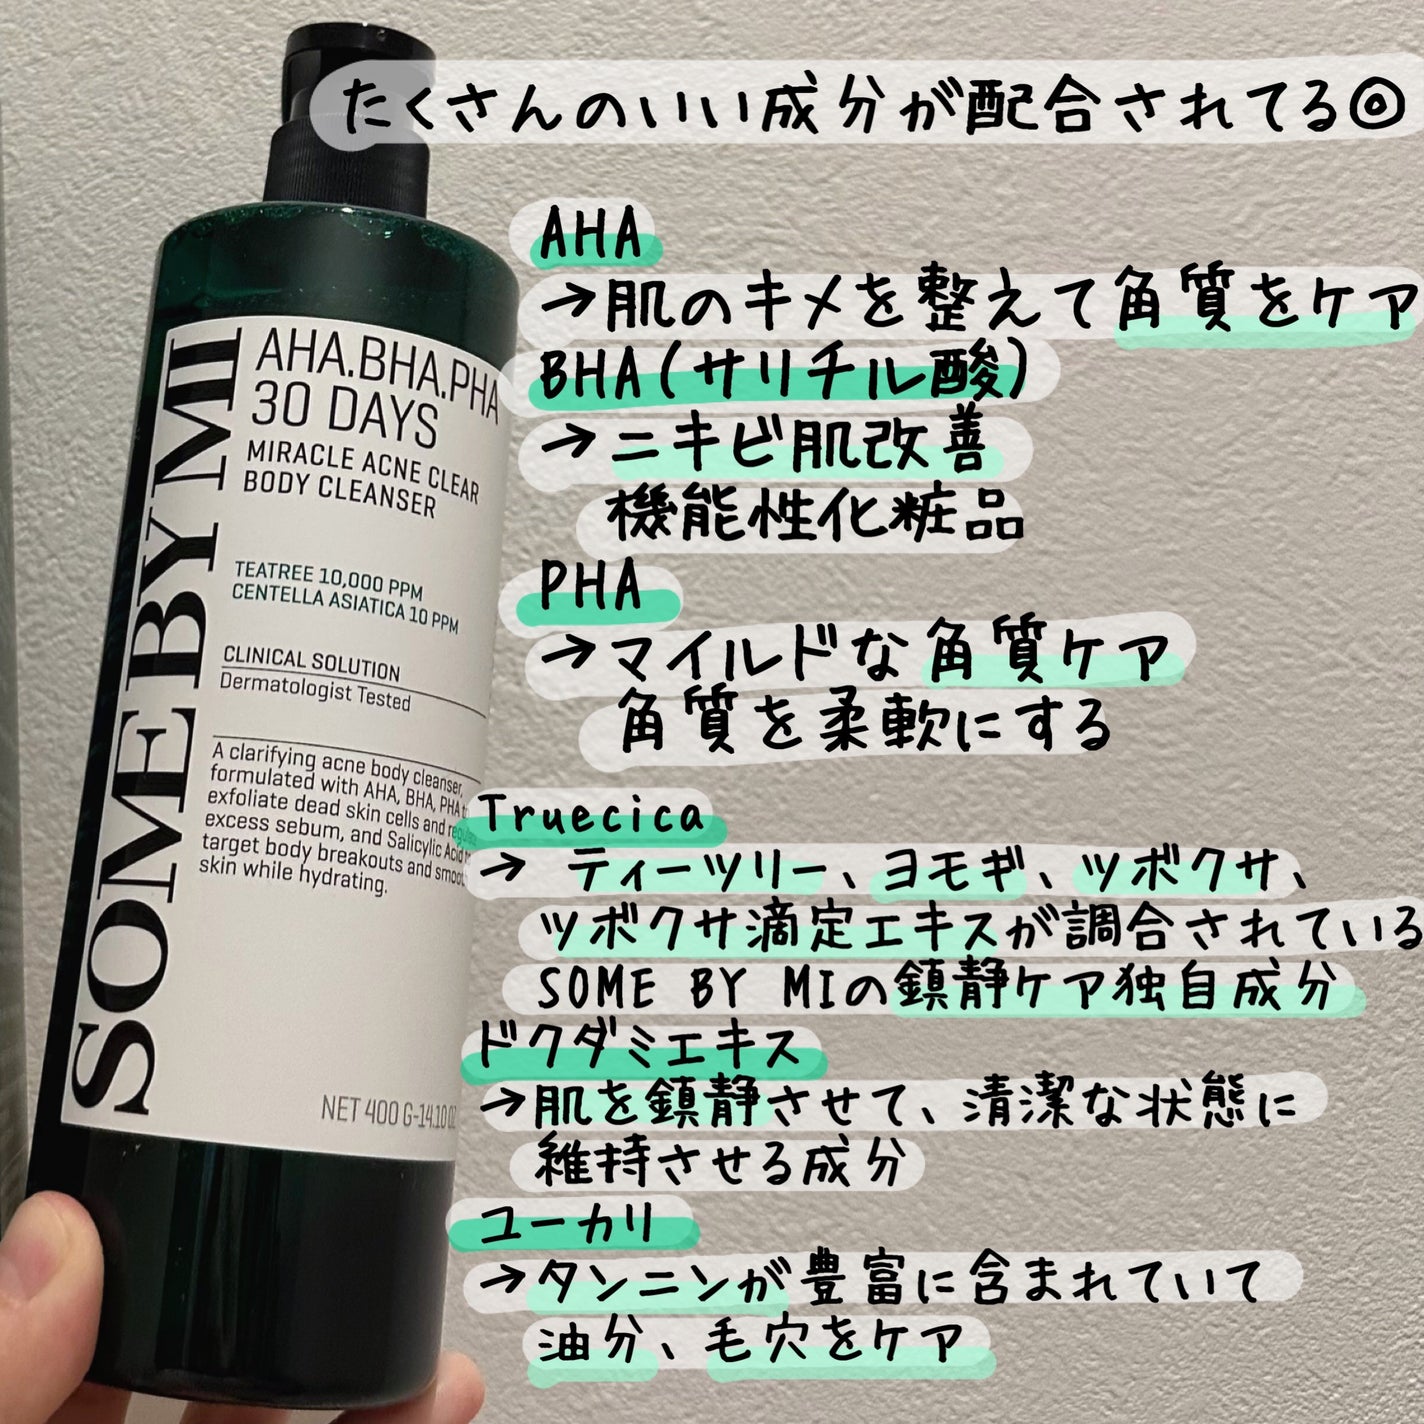 たくさんのいい成分が配合されてる◎
AHA
→肌のキメを整えて角質をケア
BHA(サリチル酸)
→ニキビ肌改善
機能性化粧品
PHA
→マイルドな角質ケア
角質を柔軟にする
Truecica
→ ティーツリー、ヨモギ、ツボクサ、
ツボクサ滴定エキスが調合されている
SOME BY MIの鎮静ケア独自成分
ドクダミエキス
→肌を鎮静させて、清潔な状態に
維持させる成分
ユーカリ
→タンニンが豊富に含まれていて
油分、毛穴をケア
SOME BY MI
AHA.BHA.PHA
30 DAYS
MIRACLE ACNE CLEAR
BODY CLEANSER
TEATREE 10,000 PPM
CENTELLA ASIATICA 10 PPM
CLINICAL SOLUTION
Dermatologist Tested
A clarifying acne body cleanser,
formulated with AHA, BHA, PHA
exfoliate dead skin cells and
excess sebum, and Salicylic Acid
target body breakouts and
skin while hydrating.
NET 400 G-14.10 OZ